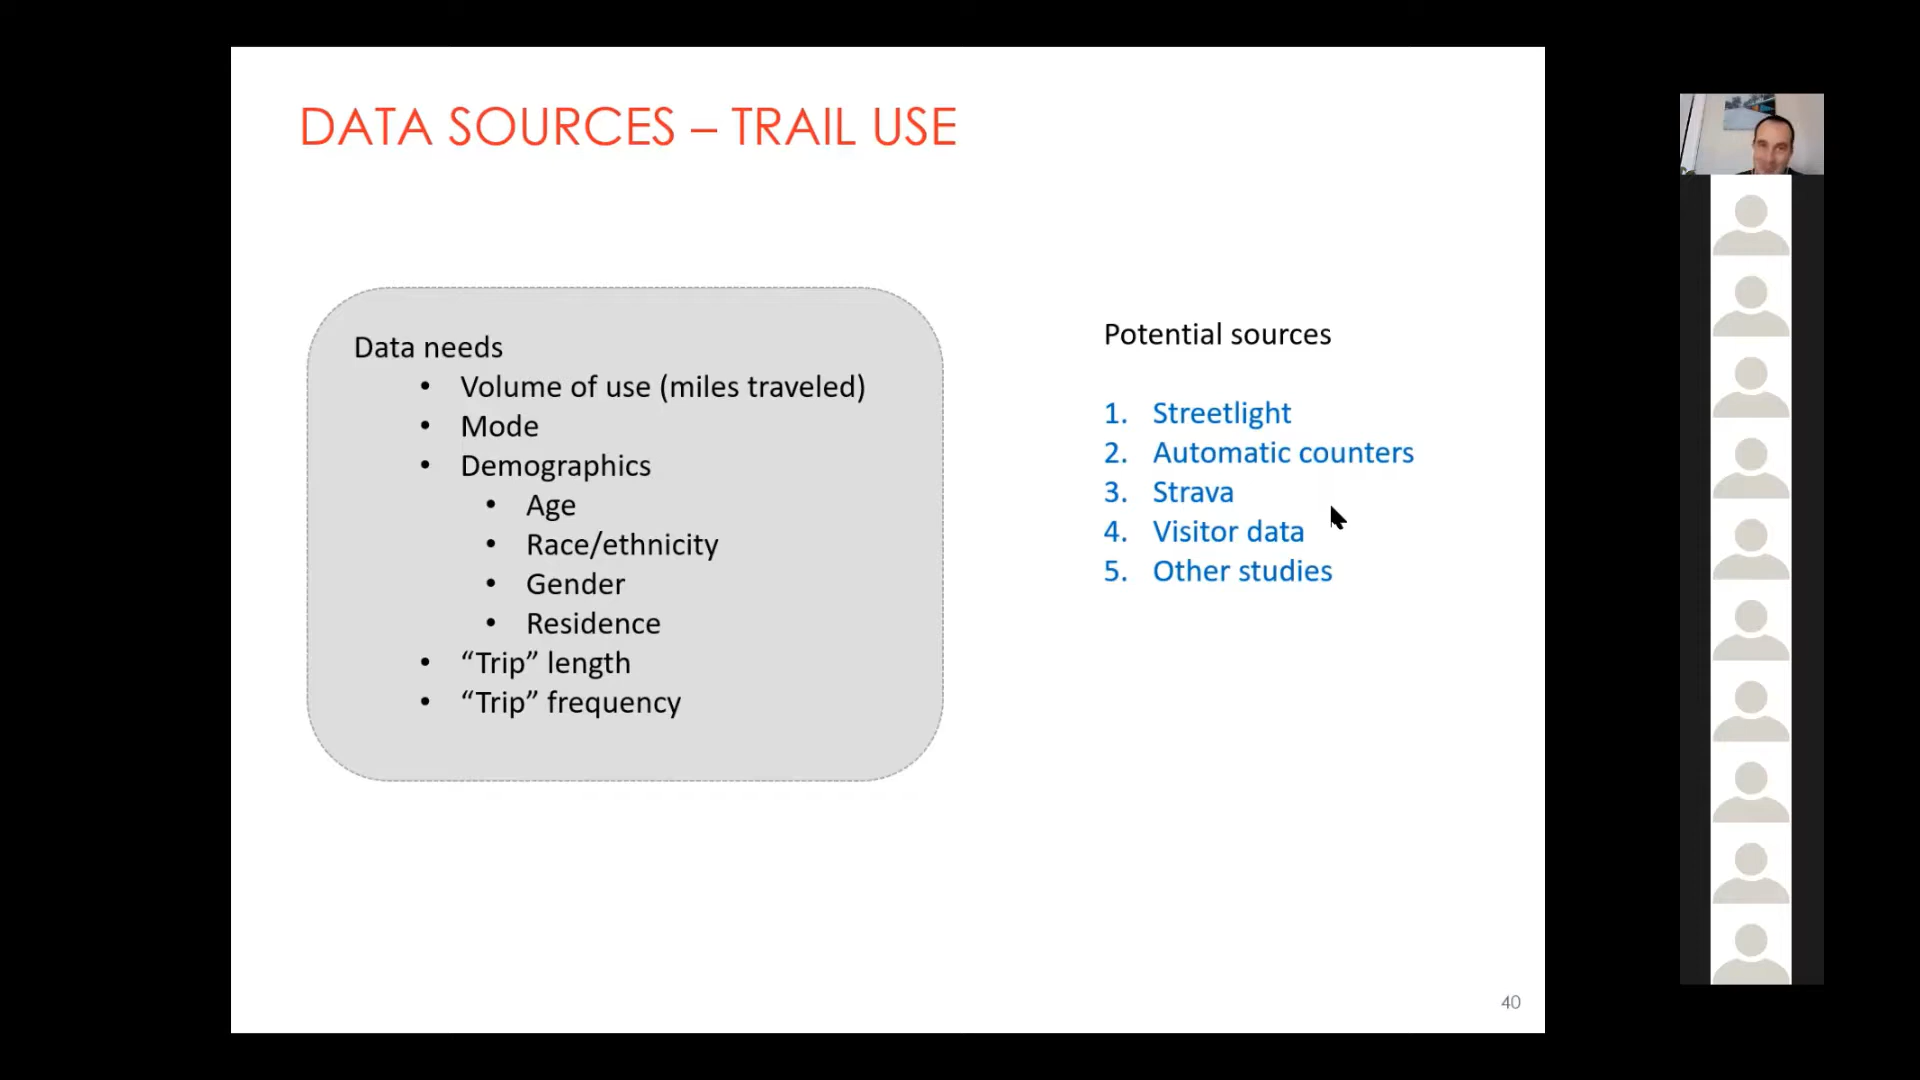 DATA SOURCES – TRAIL USE
Data needs
• Volume of use (miles traveled)
• Mode
• Demographics
• Age
• Race/ethnicity
• Gender
• Residence
• “Trip” length
• “Trip” frequency
Potential sources
1. Streetlight
2. Automatic counters
3. Strava
4. Visitor data
5. Other studies
40